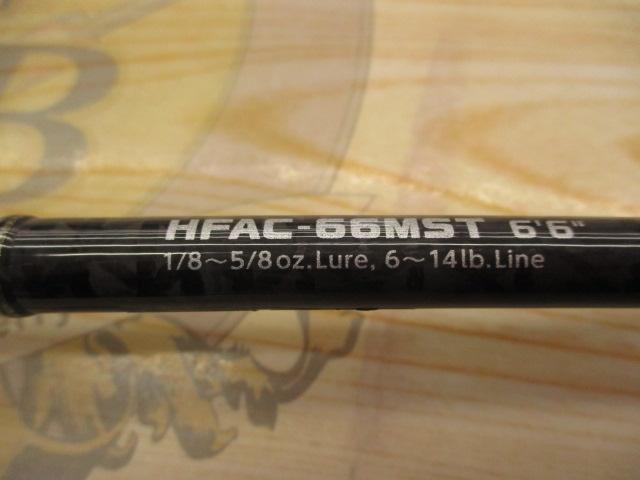 HFAC-66MST 6'6"
1/8～5/8oz.Lure, 6～14lb.Line
B